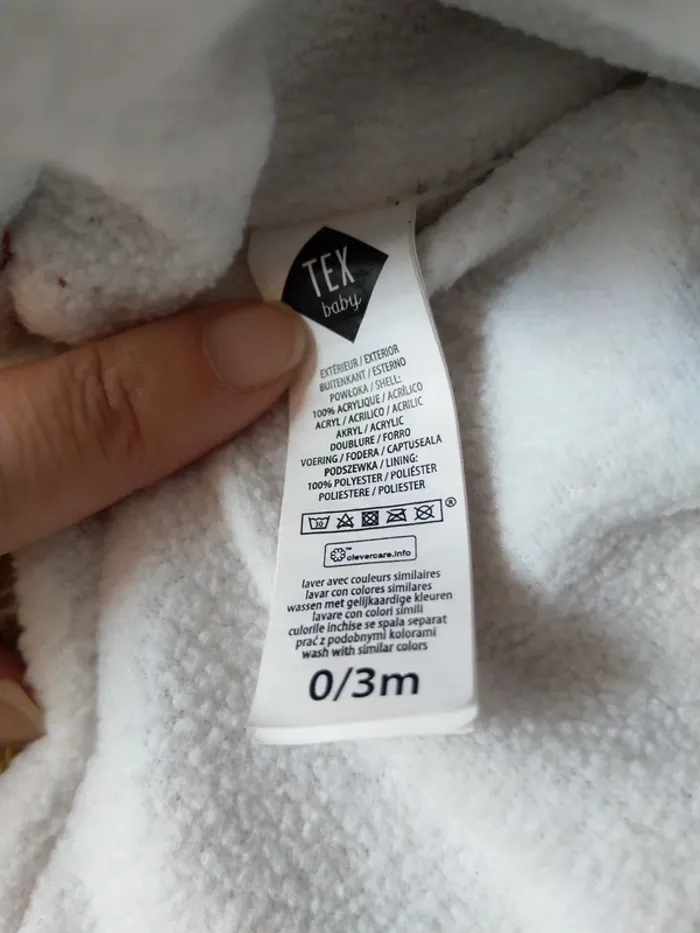 TEX
baby
EXTÉRIEUR / EXTERIOR
BUITENKANT / ESTERNO
POWŁOKA / SHELL:
100% ACRYLIQUE / ACRÍLICO
ACRYL / ACRILICO / ACRILIC
AKRYL / ACRYLIC
DOUBLURE / FORRO
VOERING / FODERA / CAPTUSEALA
PODSZEWKA / LINING:
100% POLYESTER / POLIÉSTER
POLIESTERE / POLIESTER
30 ®
™ clevercare.info
laver avec couleurs similaires
lavar con colores similares
wassen met gelijkaardige kleuren
lavare con colori simili
culorile inchise se spala separat
prać z podobnymi kolorami
wash with similar colors
0/3m